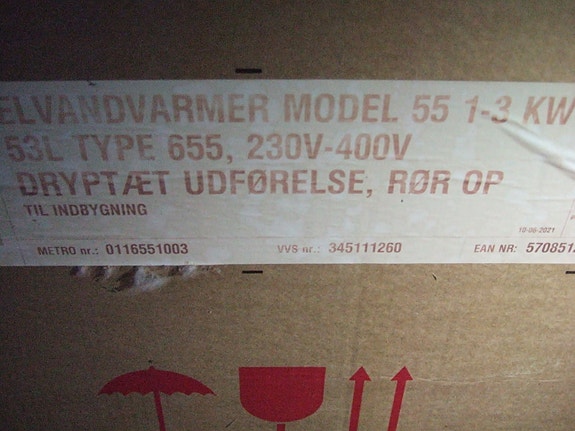 ELVANDVARMER MODEL 55 1-3 KW
53L TYPE 655, 230V-400V
DRYPTÆT UDFØRELSE, RØR OP
TIL INDBYGNING
10-06-2021
METRO nr.: 0116551003 VVS nr.: 345111260 EAN NR: 570851